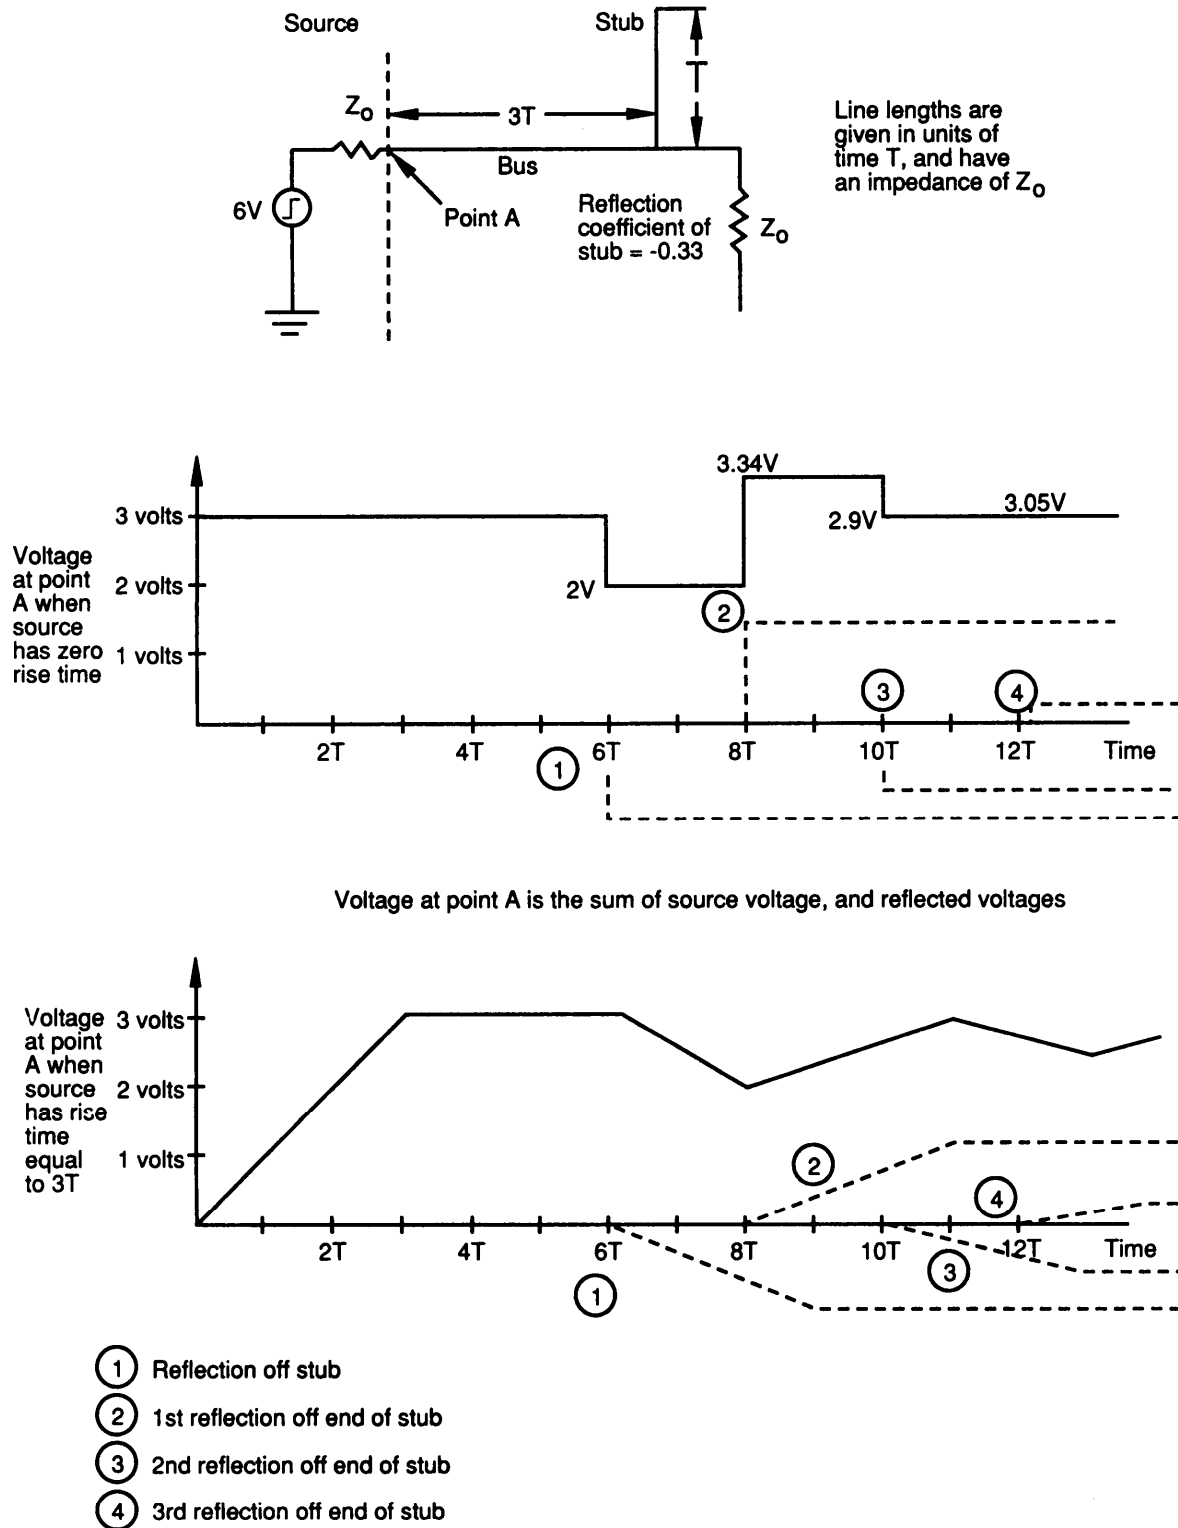 Source
Stub
Zo
3T
T
Bus
6V
Point A
Reflection
coefficient of
stub = -0.33
Zo
Line lengths are
given in units of
time T, and have
an impedance of Zo
Voltage
at point
A when
source
has zero
rise time
3 volts
2 volts
1 volts
3.34V
3.05V
2.9V
2V
2
3
4
2T
4T
6T
8T
10T
12T
Time
1
Voltage at point A is the sum of source voltage, and reflected voltages
Voltage
at point
A when
source
has rise
time
equal
to 3T
3 volts
2 volts
1 volts
2
4
2T
4T
6T
8T
10T
12T
Time
3
1
1 Reflection off stub
2 1st reflection off end of stub
3 2nd reflection off end of stub
4 3rd reflection off end of stub